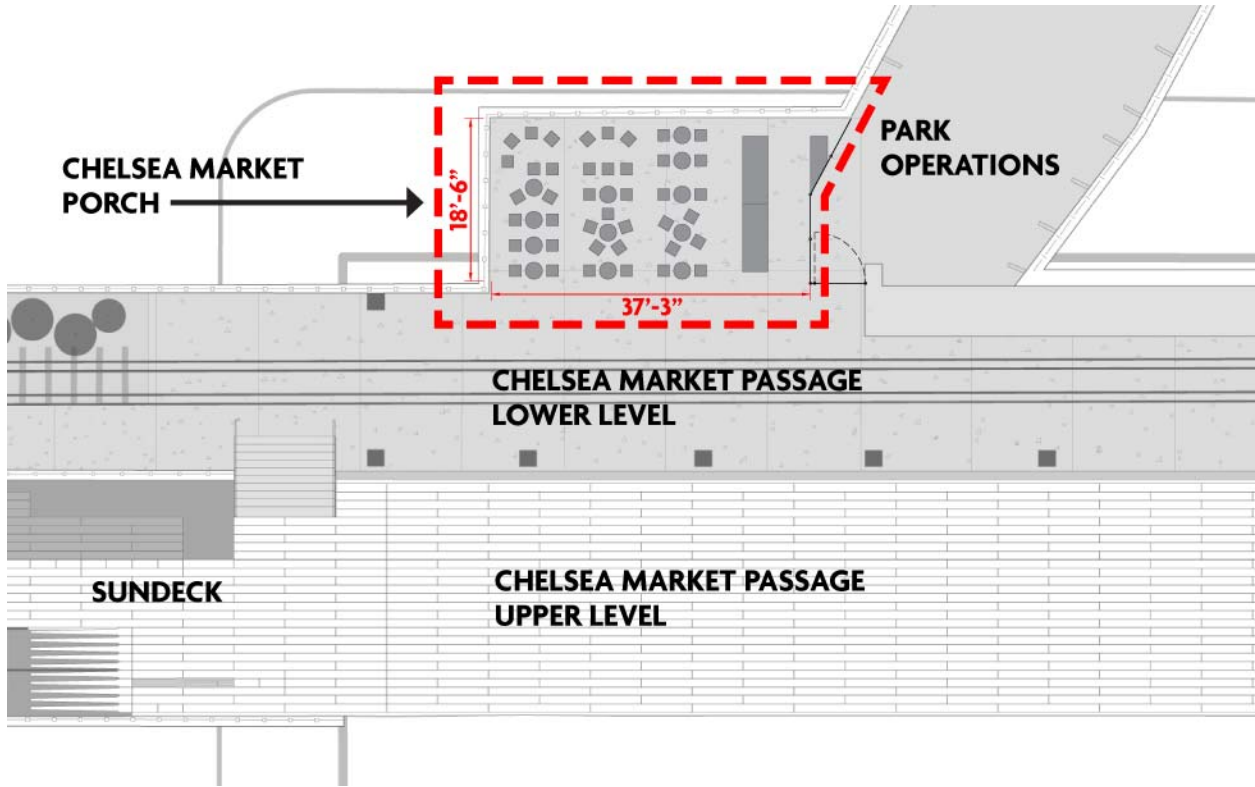 CHELSEA MARKET
PORCH
PARK
OPERATIONS
18'-6”
37'-3”
CHELSEA MARKET PASSAGE
LOWER LEVEL
SUNDECK
CHELSEA MARKET PASSAGE
UPPER LEVEL